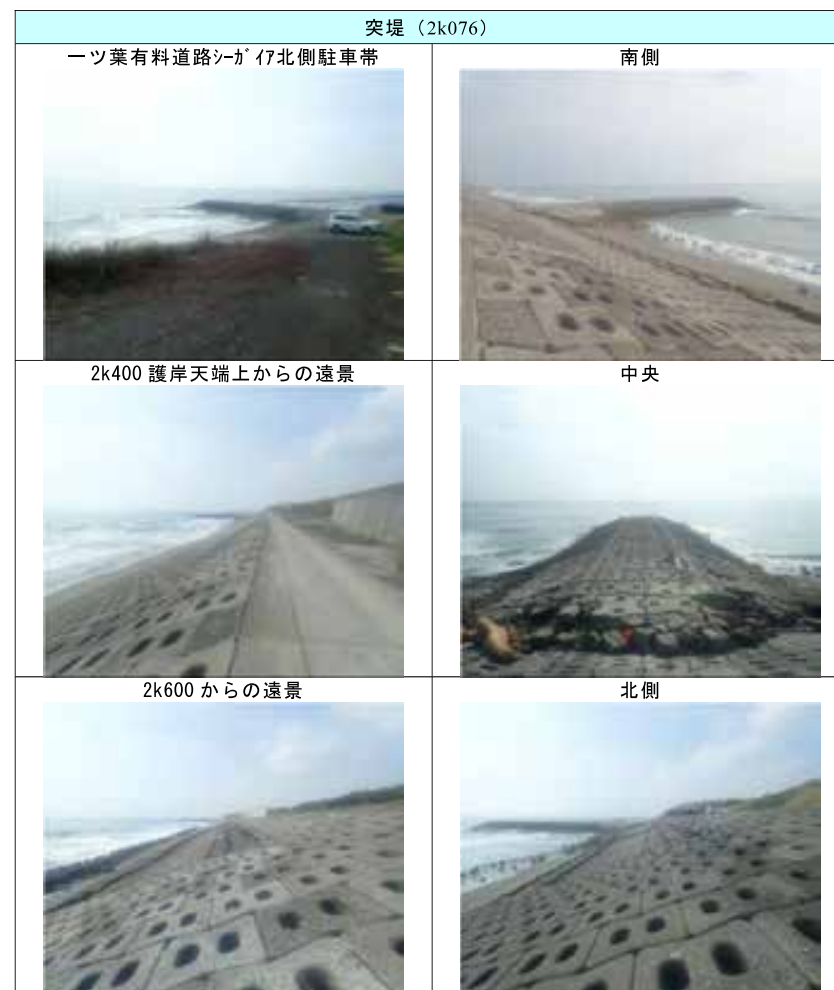 突堤（2k076）
一ツ葉有料道路ｼｰｶﾞｲｱ北側駐車帯
南側
2k400 護岸天端上からの遠景
中央
2k600 からの遠景
北側